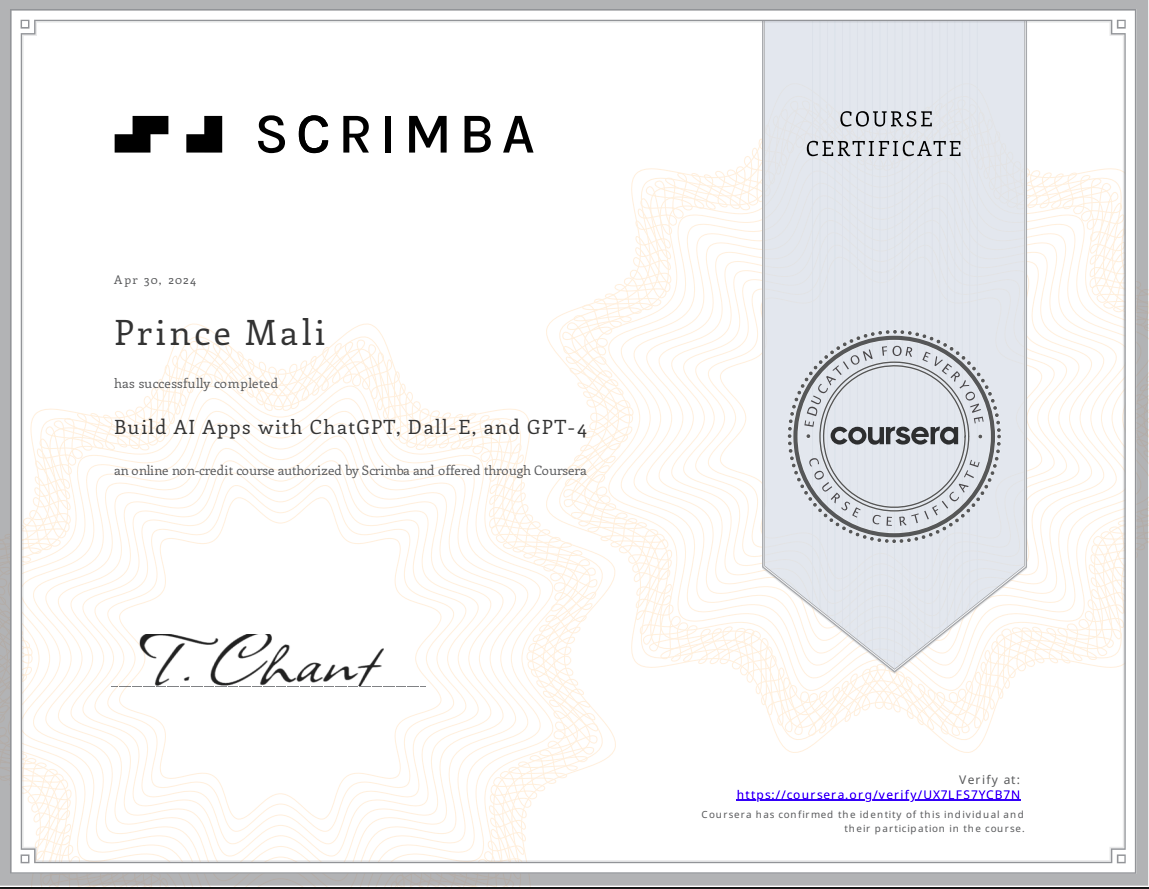 SCRIMBA
COURSE
CERTIFICATE
Apr 30, 2024
Prince Mali
has successfully completed
Build AI Apps with ChatGPT, Dall-E, and GPT-4
an online non-credit course authorized by Scrimba and offered through Coursera
EDUCATION FOR EVERYONE
coursera
COURSE CERTIFICATE
T. Chant
Verify at:
https://coursera.org/verify/UX7LFS7YCB7N
Coursera has confirmed the identity of this individual and
their participation in the course.